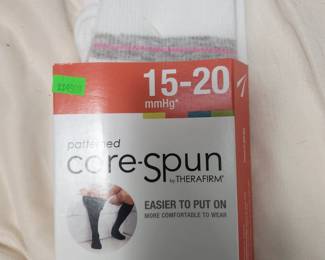 15-20
mmHg*
patterned
core-spun
by THERAFIRM®
EASIER TO PUT ON
MORE COMFORTABLE TO WEAR